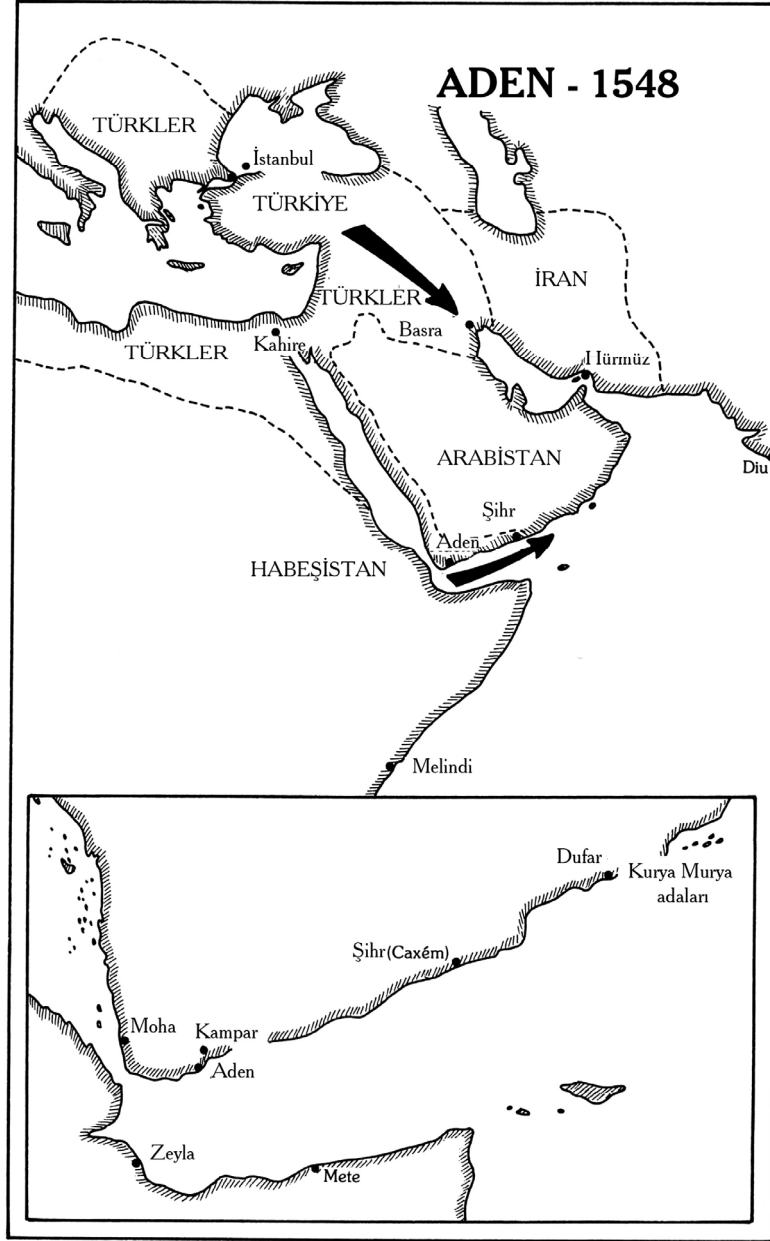 ADEN - 1548
TÜRKLER
İstanbul
TÜRKİYE
İRAN
TÜRKLER
Basra
TÜRKLER
Kahire
Hürmüz
ARABİSTAN
Diu
Şihr
Aden
HABEŞİSTAN
Melindi
Dufar
Kurya Murya
adaları
Şihr(Caxém)
Moha
Kampar
Aden
Zeyla
Mete